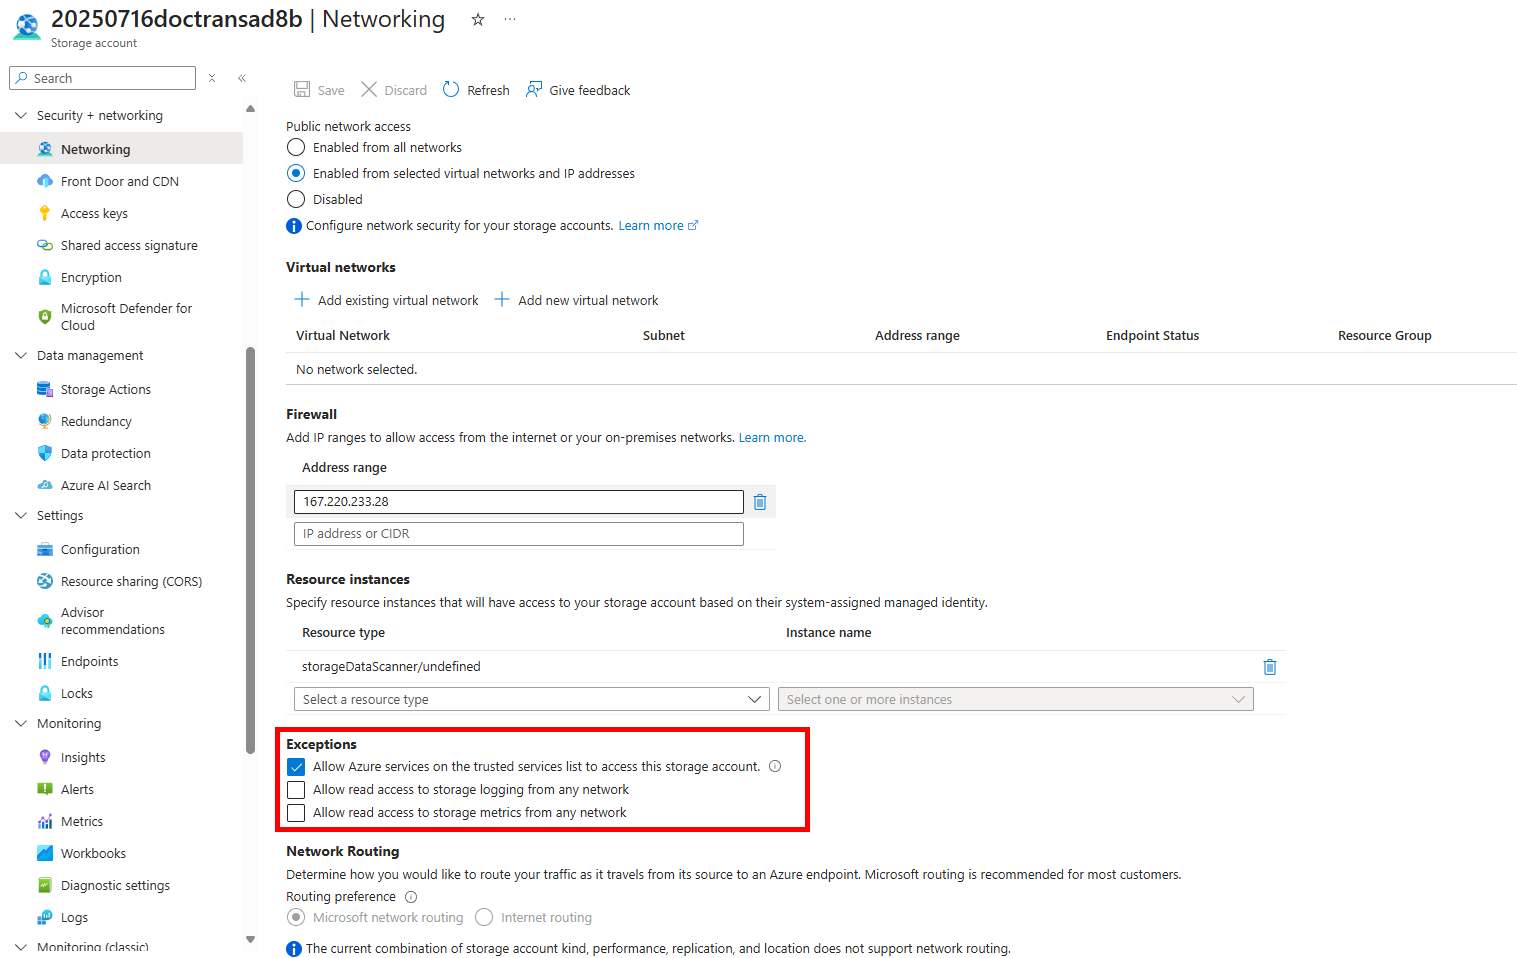 20250716doctransad8b | Networking
Storage account
Search
Save
Discard
Refresh
Give feedback
Security + networking
Networking
Front Door and CDN
Access keys
Shared access signature
Encryption
Microsoft Defender for
Cloud
Data management
Storage Actions
Redundancy
Data protection
Azure AI Search
Settings
Configuration
Resource sharing (CORS)
Advisor
recommendations
Endpoints
Locks
Monitoring
Insights
Alerts
Metrics
Workbooks
Diagnostic settings
Logs
Monitoring (classic)
Public network access
Enabled from all networks
Enabled from selected virtual networks and IP addresses
Disabled
Configure network security for your storage accounts. Learn more
Virtual networks
Add existing virtual network
Add new virtual network
Virtual Network Subnet Address range Endpoint Status Resource Group
No network selected.
Firewall
Add IP ranges to allow access from the internet or your on-premises networks. Learn more.
Address range
167.220.233.28
IP address or CIDR
Resource instances
Specify resource instances that will have access to your storage account based on their system-assigned managed identity.
Resource type Instance name
storageDataScanner/undefined
Select a resource type Select one or more instances
Exceptions
Allow Azure services on the trusted services list to access this storage account.
Allow read access to storage logging from any network
Allow read access to storage metrics from any network
Network Routing
Determine how you would like to route your traffic as it travels from its source to an Azure endpoint. Microsoft routing is recommended for most customers.
Routing preference
Microsoft network routing Internet routing
The current combination of storage account kind, performance, replication, and location does not support network routing.